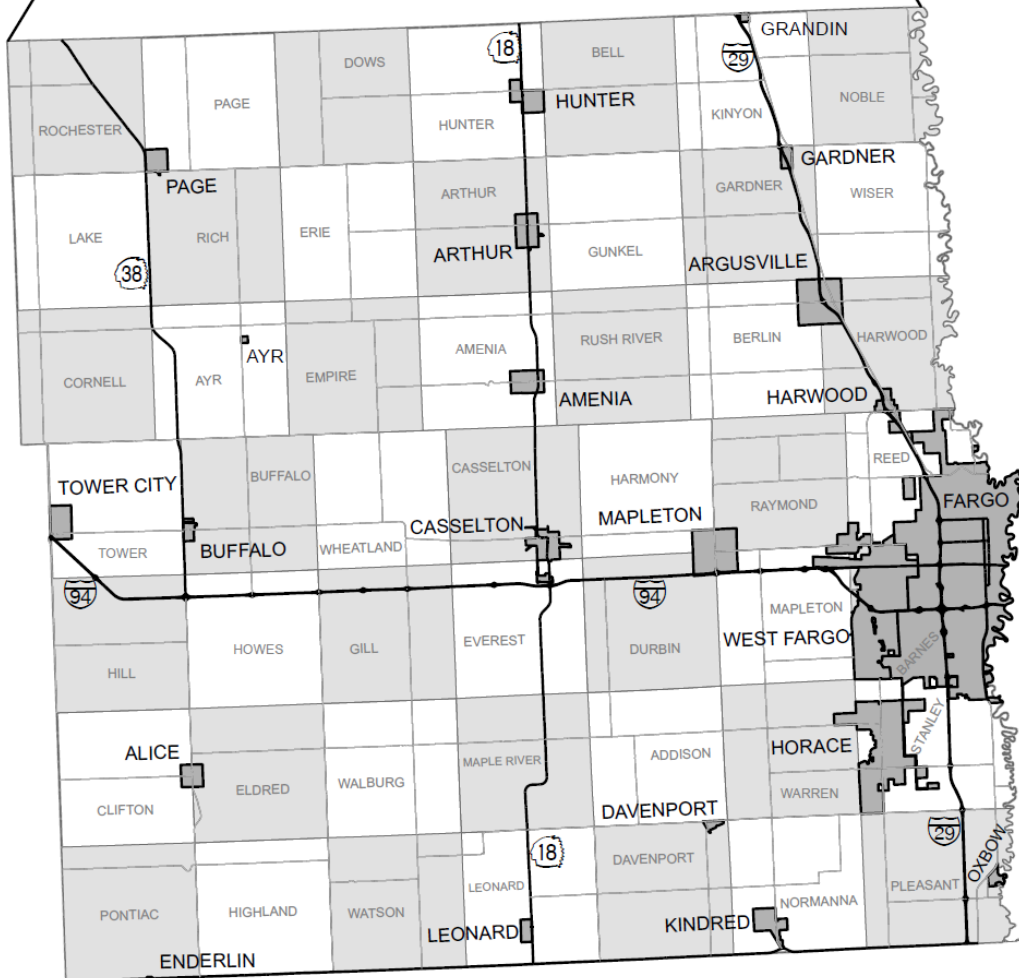 GRANDIN
18
BELL
DOWS
29
PAGE
NOBLE
HUNTER
KINYON
HUNTER
ROCHESTER
GARDNER
PAGE
ARTHUR
GARDNER
WISER
LAKE
RICH
ERIE
ARTHUR
GUNKEL
ARGUSVILLE
38
RUSH RIVER
BERLIN
HARWOOD
AMENIA
AYR
CORNELL
AYR
EMPIRE
AMENIA
HARWOOD
REED
TOWER CITY
BUFFALO
CASSELTON
HARMONY
FARGO
RAYMOND
CASSELTON
MAPLETON
TOWER
BUFFALO
WHEATLAND
94
94
MAPLETON
HILL
HOWES
GILL
EVEREST
DURBIN
WEST FARGO
BARNES
STANLEY
ALICE
MAPLE RIVER
ADDISON
HORACE
CLIFTON
ELDRED
WALBURG
WARREN
DAVENPORT
29
OXBOW
18
DAVENPORT
LEONARD
PLEASANT
PONTIAC
HIGHLAND
WATSON
NORMANNA
LEONARD
KINDRED
ENDERLIN